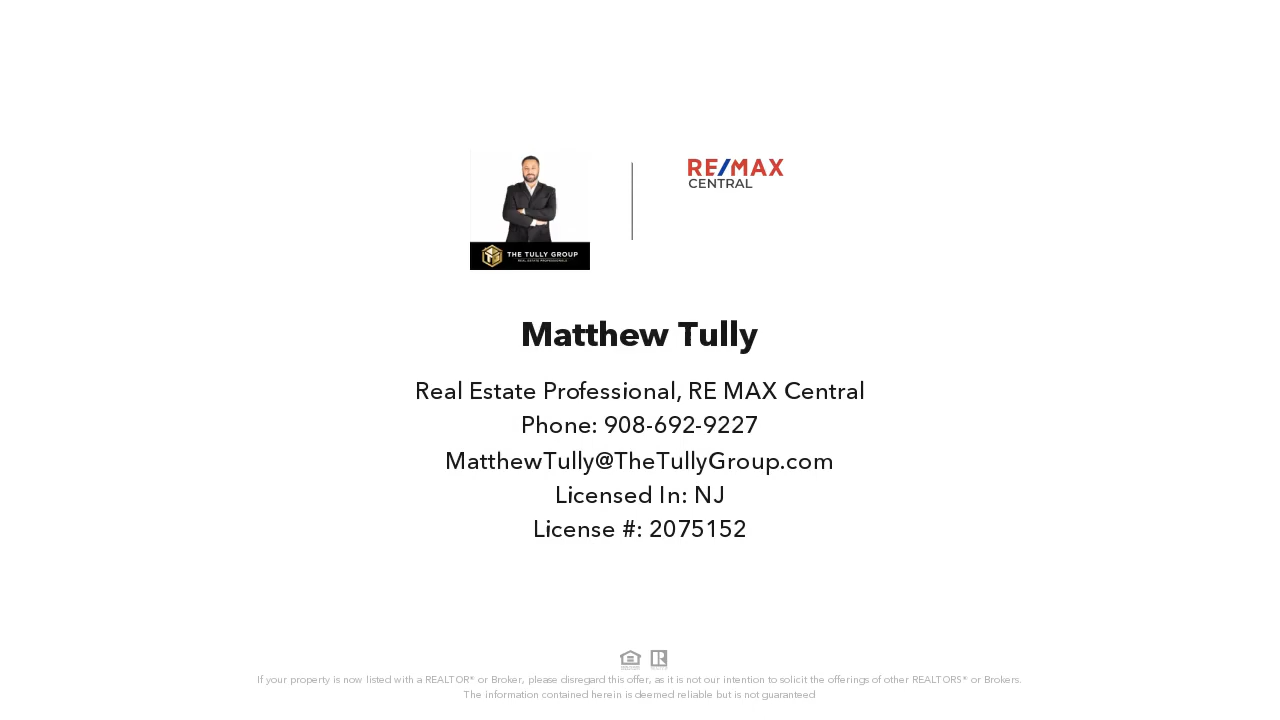 RE/MAX
CENTRAL
THE TULLY GROUP
REAL ESTATE PROFESSIONALS
Matthew Tully
Real Estate Professional, RE MAX Central
Phone: 908-692-9227
MatthewTully@TheTullyGroup.com
Licensed In: NJ
License #: 2075152
If your property is now listed with a REALTOR® or Broker, please disregard this offer, as it is not our intention to solicit the offerings of other REALTORS® or Brokers.
The information contained herein is deemed reliable but is not guaranteed